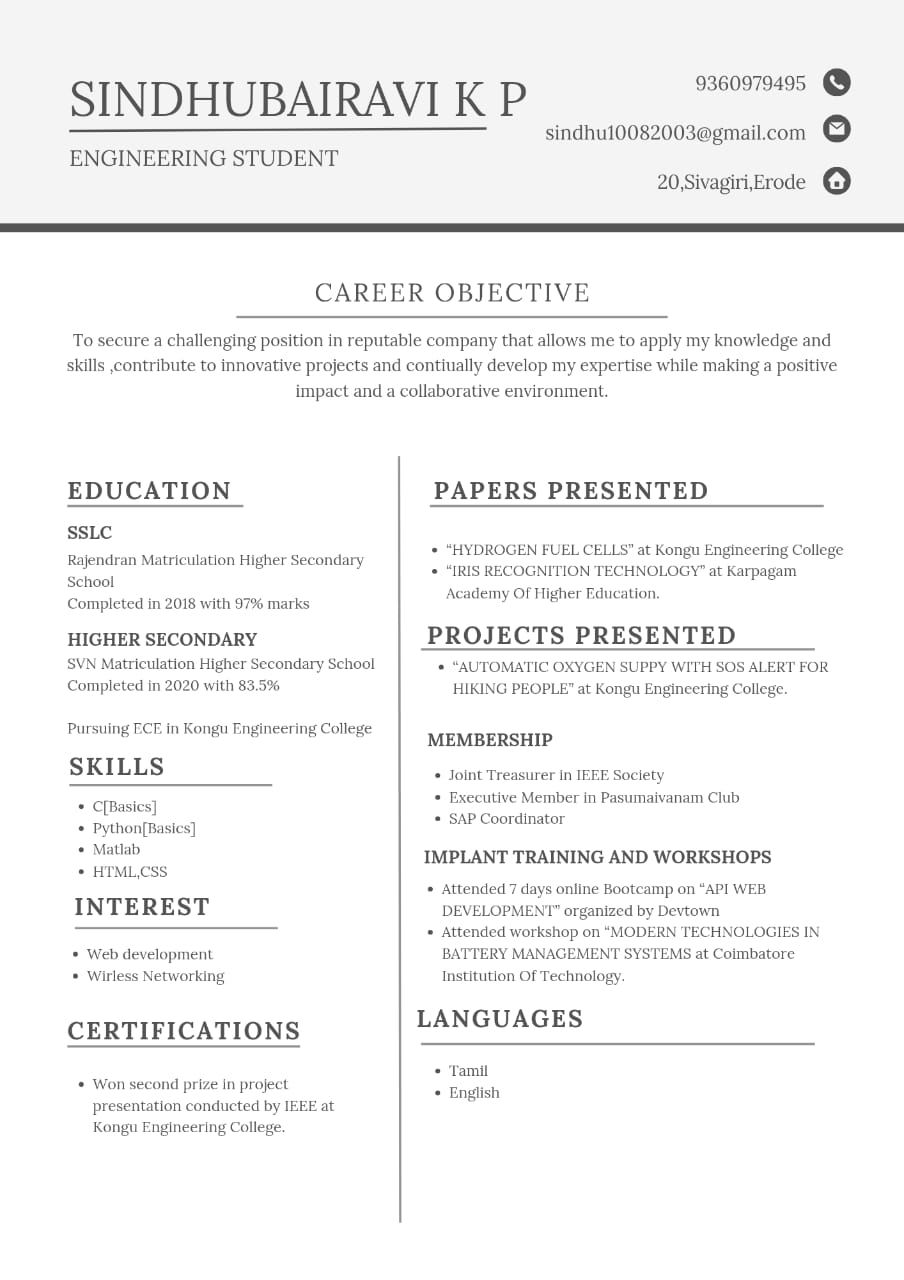 SINDHUBAIRAVI K P
ENGINEERING STUDENT
9360979495
sindhu10082003@gmail.com
20,Sivagiri,Erode
CAREER OBJECTIVE
To secure a challenging position in reputable company that allows me to apply my knowledge and
skills ,contribute to innovative projects and contiually develop my expertise while making a positive
impact and a collaborative environment.
EDUCATION
SSLC
Rajendran Matriculation Higher Secondary
School
Completed in 2018 with 97% marks
HIGHER SECONDARY
SVN Matriculation Higher Secondary School
Completed in 2020 with 83.5%
Pursuing ECE in Kongu Engineering College
SKILLS
• C[Basics]
• Python[Basics]
• Matlab
• HTML,CSS
INTEREST
• Web development
• Wirless Networking
CERTIFICATIONS
• Won second prize in project
presentation conducted by IEEE at
Kongu Engineering College.
PAPERS PRESENTED
• “HYDROGEN FUEL CELLS” at Kongu Engineering College
• “IRIS RECOGNITION TECHNOLOGY” at Karpagam
Academy Of Higher Education.
PROJECTS PRESENTED
• “AUTOMATIC OXYGEN SUPPY WITH SOS ALERT FOR
HIKING PEOPLE” at Kongu Engineering College.
MEMBERSHIP
• Joint Treasurer in IEEE Society
• Executive Member in Pasumaivanam Club
• SAP Coordinator
IMPLANT TRAINING AND WORKSHOPS
• Attended 7 days online Bootcamp on “API WEB
DEVELOPMENT” organized by Devtown
• Attended workshop on “MODERN TECHNOLOGIES IN
BATTERY MANAGEMENT SYSTEMS at Coimbatore
Institution Of Technology.
LANGUAGES
• Tamil
• English